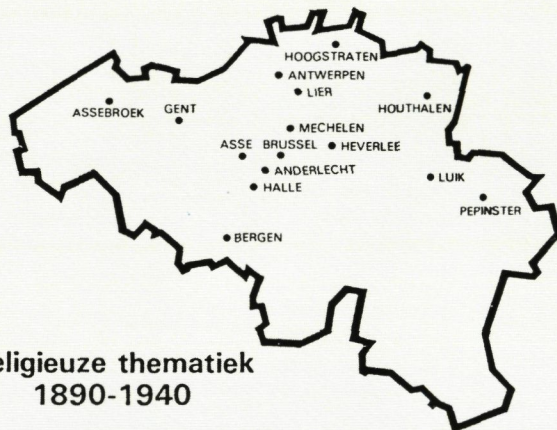 HOOGSTRATEN
ANTWERPEN
LIER
HOUTHALEN
ASSEBROEK
GENT
MECHELEN
ASSE BRUSSEL HEVERLEE
ANDERLECHT
LUIK
HALLE
PEPINSTER
BERGEN
eligieuze thematiek
1890-1940